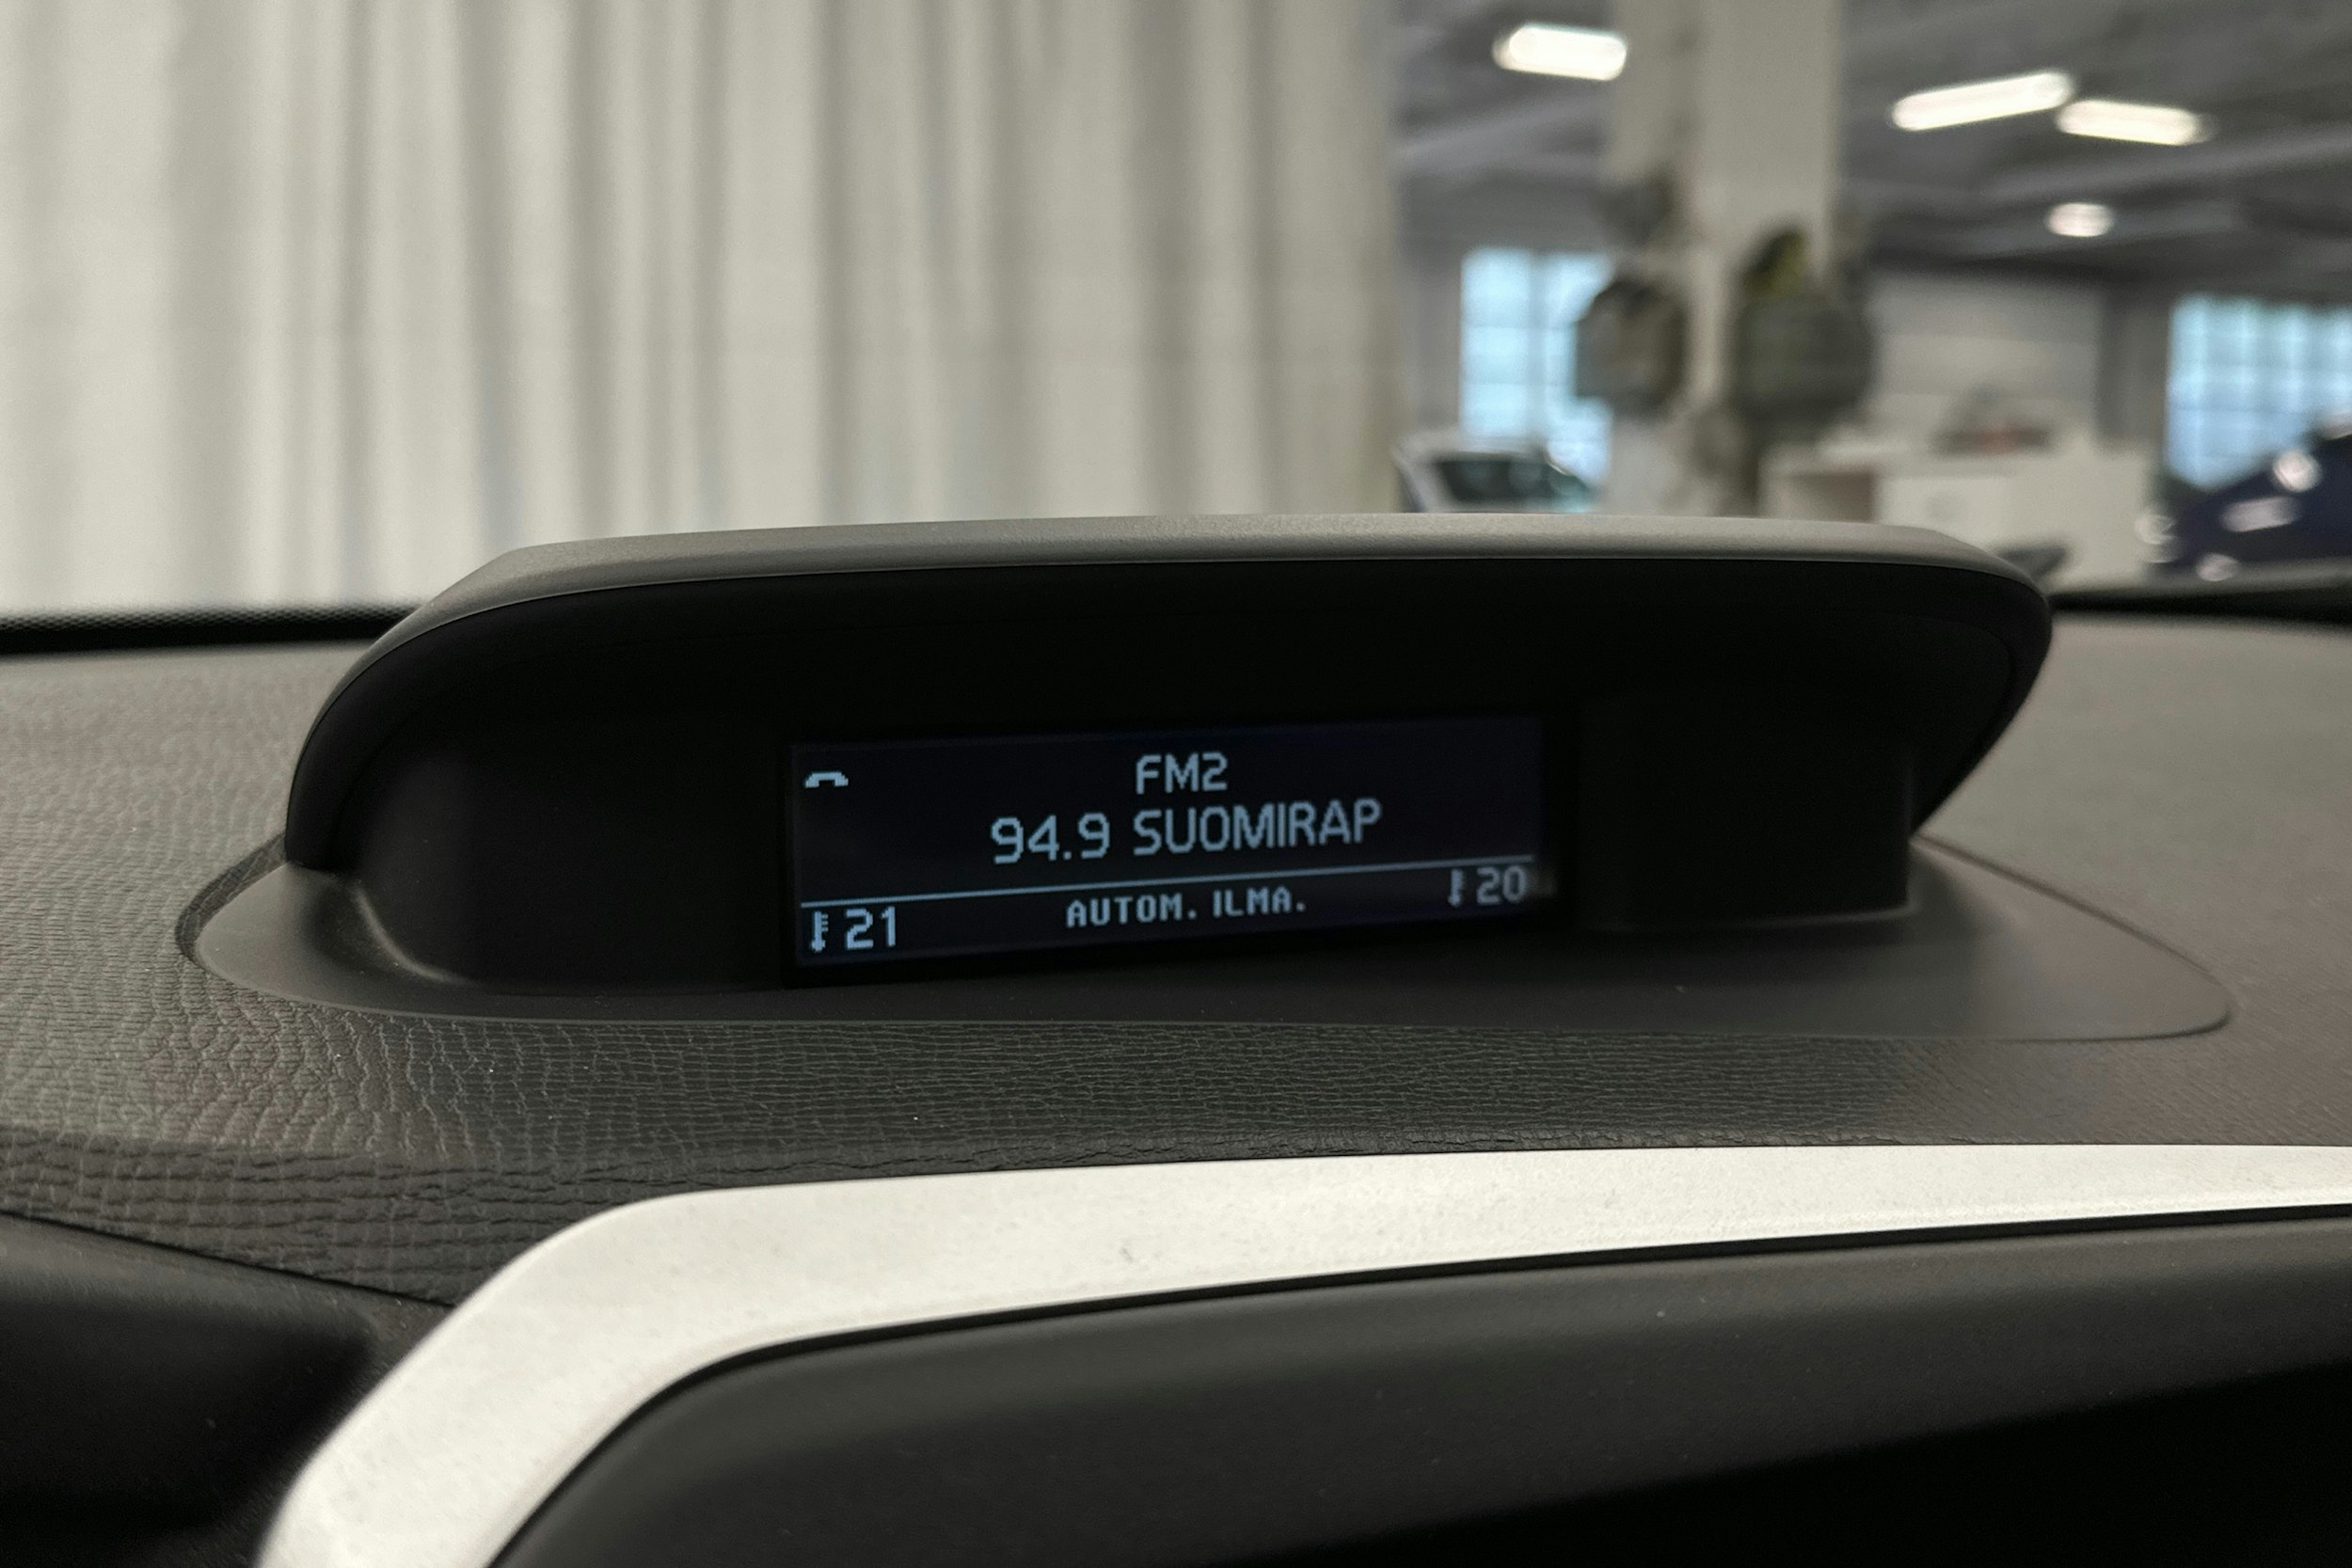 FM2
94.9 SUOMIRAP
21 AUTOM. ILMA. 20